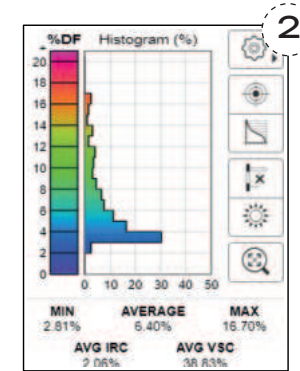 2
%DF Histogram (%)
20
18
16
14
12
10
8
6
4
2
0
0 10 20 30 40 50
MIN AVERAGE MAX
2.81% 6.40% 16.70%
AVG IRC AVG VSC
2.06% 38.83%